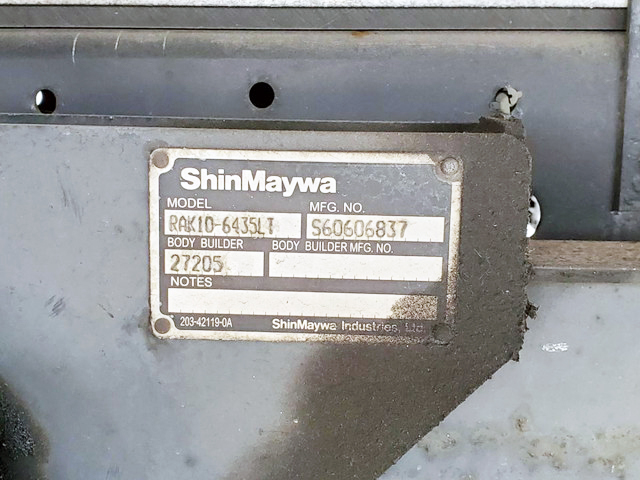 ShinMaywa
MODEL MFG. NO.
RAK10-6435LT S60606837
BODY BUILDER BODY BUILDER MFG. NO.
27205
NOTES
203-42119-0A ShinMaywa Industries, Ltd.